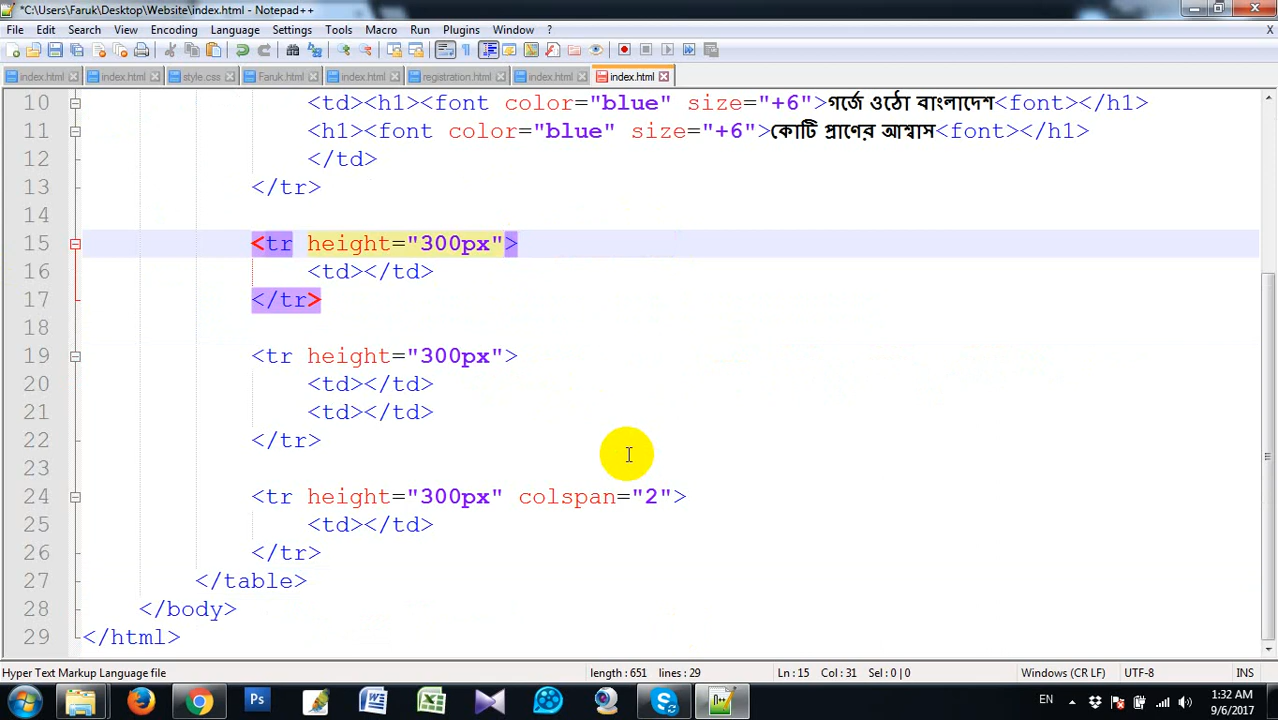 *C:\Users\Faruk\Desktop\Website\index.html - Notepad++
File Edit Search View Encoding Language Settings Tools Macro Run Plugins Window ? X
index.html index.html style.css Faruk.html index.html registration.html index.html index.html
10 <td><h1><font color="blue" size="+6">গর্জে ওঠো বাংলাদেশ<font></h1>
11 <h1><font color="blue" size="+6">কোটি প্রাণের আশ্বাস<font></h1>
12 </td>
13 </tr>
14
15 <tr height="300px">
16 <td></td>
17 </tr>
18
19 <tr height="300px">
20 <td></td>
21 <td></td>
22 </tr>
23
24 <tr height="300px" colspan="2">
25 <td></td>
26 </tr>
27 </table>
28 </body>
29 </html>
Hyper Text Markup Language file length : 651 lines : 29 Ln : 15 Col : 31 Sel : 0 | 0 Windows (CR LF) UTF-8 INS
EN 1:32 AM
9/6/2017